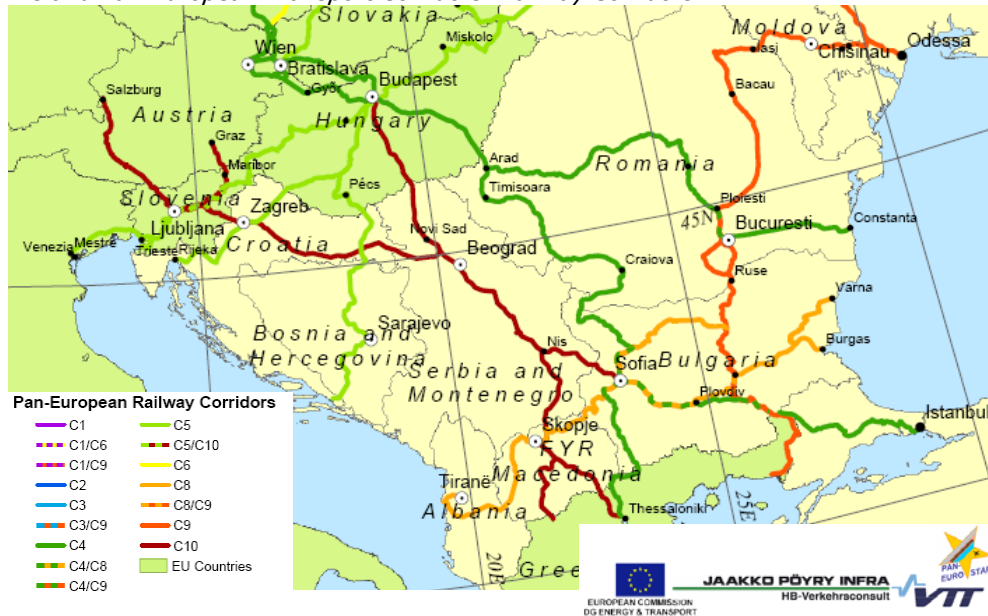 Slovakia
Moldova
Miskolc
Wien
Bratislava
Iasi
Chisinau
Odessa
Budapest
Györ
Salzburg
Bacau
Austria
Hungary
Graz
Arad
Romania
Maribor
Timisoara
Pécs
Slovenia
Ploresti
Zagreb
45N
Bucuresti
Constanta
Ljubljana
Novi Sad
Croatia
Venezia
Mestre
Trieste
Rijeka
Beograd
Craiova
Ruse
Varna
Sarajevo
Bosnia and
Hercegovina
Nis
Burgas
Sofia
Bulgaria
Serbia and
Montenegro
Plovdiv
Istanbul
Skopje
FYR
Macedonia
Tiranë
Albania
Thessaloniki
25E
20E
Gree
Pan-European Railway Corridors
C1
C1/C6
C1/C9
C2
C3
C3/C9
C4
C4/C8
C4/C9
C5
C5/C10
C6
C8
C8/C9
C9
C10
EU Countries
EUROPEAN COMMISSION
DG ENERGY & TRANSPORT
JAAKKO PÖYRY INFRA
HB-Verkehrsconsult
VTT
PAN-
EURO
STAR